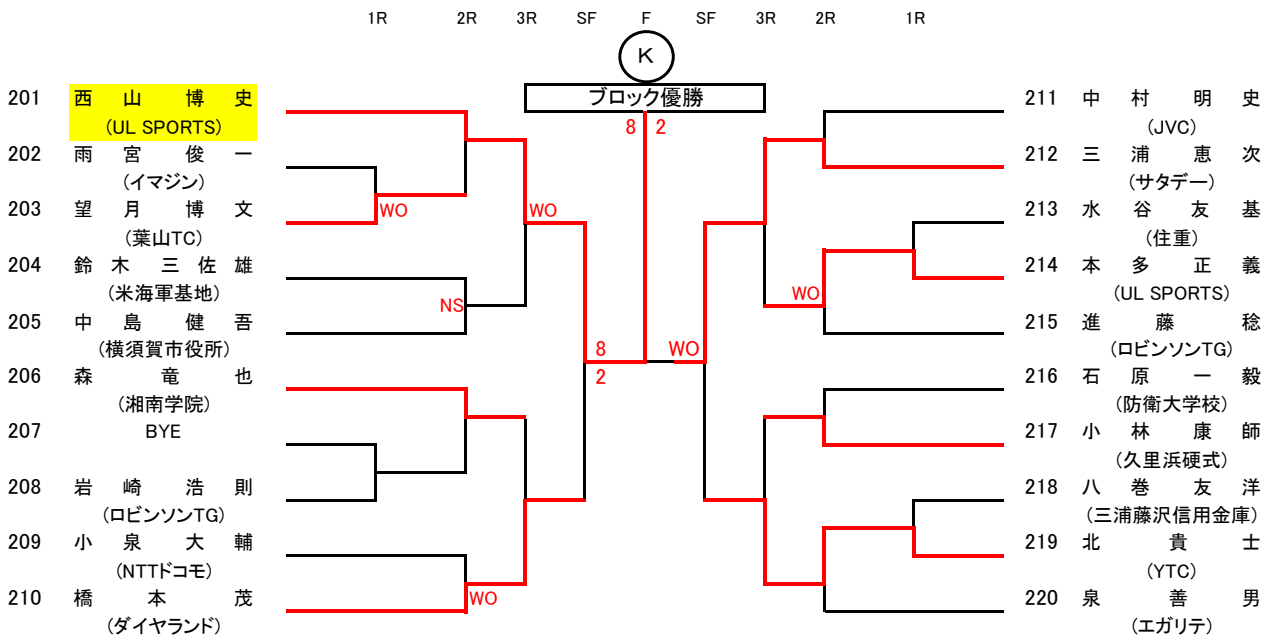 1R 2R 3R SF F SF 3R 2R 1R
K
ブロック優勝
8 2
201 西山博史
(UL SPORTS)
202 雨宮俊一
(イマジン)
203 望月博文
(葉山TC)
WO
WO
204 鈴木三佐雄
(米海軍基地)
NS
205 中島健吾
(横須賀市役所)
8
2
206 森竜也
(湘南学院)
207 BYE
208 岩崎浩則
(ロビンソンTG)
209 小泉大輔
(NTTドコモ)
210 橋本茂
(ダイヤランド)
WO
211 中村明史
(JVC)
212 三浦恵次
(サタデー)
213 水谷友基
(住重)
214 本多正義
(UL SPORTS)
WO
215 進藤稔
(ロビンソンTG)
WO
216 石原一毅
(防衛大学校)
217 小林康師
(久里浜硬式)
218 八巻友洋
(三浦藤沢信用金庫)
219 北貴士
(YTC)
220 泉善男
(エガリテ)